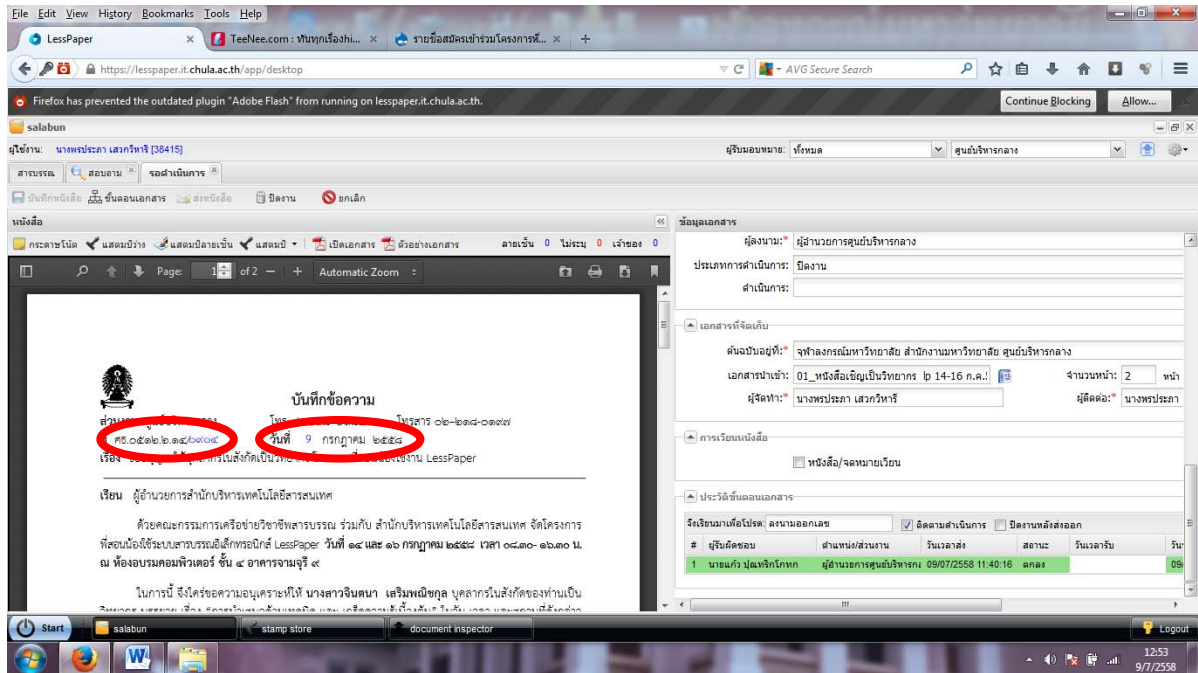 File Edit View History Bookmarks Tools Help
LessPaper × TeeNee.com : ทันทุกเรื่องhi... × รายชื่อสมัครเข้าร่วมโครงการพี่... × +
https://lesspaper.it.chula.ac.th/app/desktop AVG Secure Search
Firefox has prevented the outdated plugin "Adobe Flash" from running on lesspaper.it.chula.ac.th. Continue Blocking Allow...
salabun
ผู้ใช้งาน: นางพรประภา เสวกวิหารี [38415] ผู้รับมอบหมาย: ทั้งหมด ศูนย์บริหารกลาง
สารบรรณ สอบถาม รอดำเนินการ
บันทึกหนังสือ ขั้นตอนเอกสาร ส่งหนังสือ ปิดงาน ยกเลิก
หนังสือ ข้อมูลเอกสาร
กระดาษโน้ต แสตมป์ว่าง แสตมป์ลายเซ็น แสตมป์ เปิดเอกสาร ตัวอย่างเอกสาร ลายเซ็น 0 ไม่ระบุ 0 เจ้าของ 0
Page: 1 of 2 Automatic Zoom
ผู้ลงนาม:* ผู้อำนวยการศูนย์บริหารกลาง
ประเภทการดำเนินการ: ปิดงาน
ดำเนินการ:
เอกสารที่จัดเก็บ
ต้นฉบับอยู่ที่:* จุฬาลงกรณ์มหาวิทยาลัย สำนักงานมหาวิทยาลัย ศูนย์บริหารกลาง
เอกสารนำเข้า: 01_หนังสือเชิญเป็นวิทยากร lp 14-16 ก.ค. จำนวนหน้า: 2 หน้า
ผู้จัดทำ:* นางพรประภา เสวกวิหารี ผู้ติดต่อ:* นางพรประภา
การเวียนหนังสือ
หนังสือ/จดหมายเวียน
ประวัติขั้นตอนเอกสาร
จึงเรียนมาเพื่อโปรด: ลงนามออกเลข ติดตามดำเนินการ ปิดงานหลังส่งออก
# ผู้รับผิดชอบ ตำแหน่ง/ส่วนงาน วันเวลาส่ง สถานะ วันเวลารับ
1 นายแก้ว ปุณฑริกโกทก ผู้อำนวยการศูนย์บริหารกล 09/07/2558 11:40:16 ตกลง 09/
บันทึกข้อความ
โทรสาร ๐๒-๒๑๘-๐๑๙๗
ศธ.๐๕๑๒.๒.๑๔/๖๙๐๔ วันที่ 9 กรกฎาคม ๒๕๕๘
เรื่อง LessPaper
เรียน ผู้อำนวยการสำนักบริหารเทคโนโลยีสารสนเทศ
ด้วยคณะกรรมการเครือข่ายวิชาชีพสารบรรณ ร่วมกับ สำนักบริหารเทคโนโลยีสารสนเทศ จัดโครงการ
พี่สอนน้องใช้ระบบสารบรรณอิเล็กทรอนิกส์ LessPaper วันที่ ๑๔ และ ๑๖ กรกฎาคม ๒๕๕๘ เวลา ๐๘.๓๐- ๑๖.๓๐ น.
ณ ห้องอบรมคอมพิวเตอร์ ชั้น ๔ อาคารจามจุรี ๙
ในการนี้ จึงใคร่ขอความอนุเคราะห์ให้ นางสาวจินตนา เสริมพณิชกุล บุคลากรในสังกัดของท่านเป็น
Start salabun stamp store document inspector Logout
12:53
9/7/2558